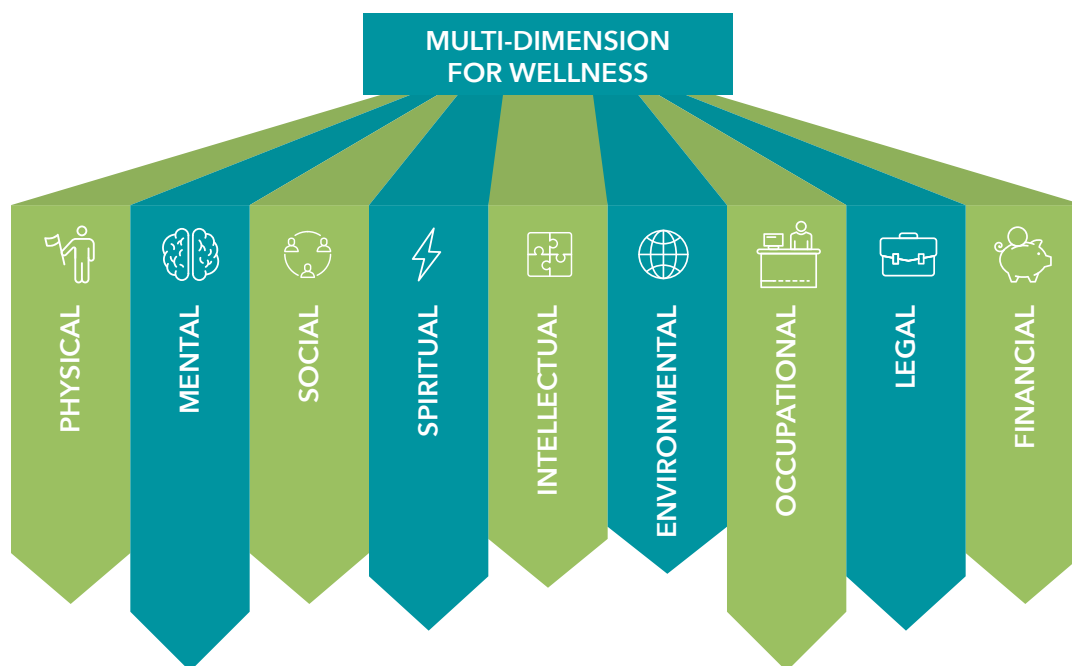 MULTI-DIMENSION
FOR WELLNESS
PHYSICAL
MENTAL
SOCIAL
SPIRITUAL
INTELLECTUAL
ENVIRONMENTAL
OCCUPATIONAL
LEGAL
FINANCIAL